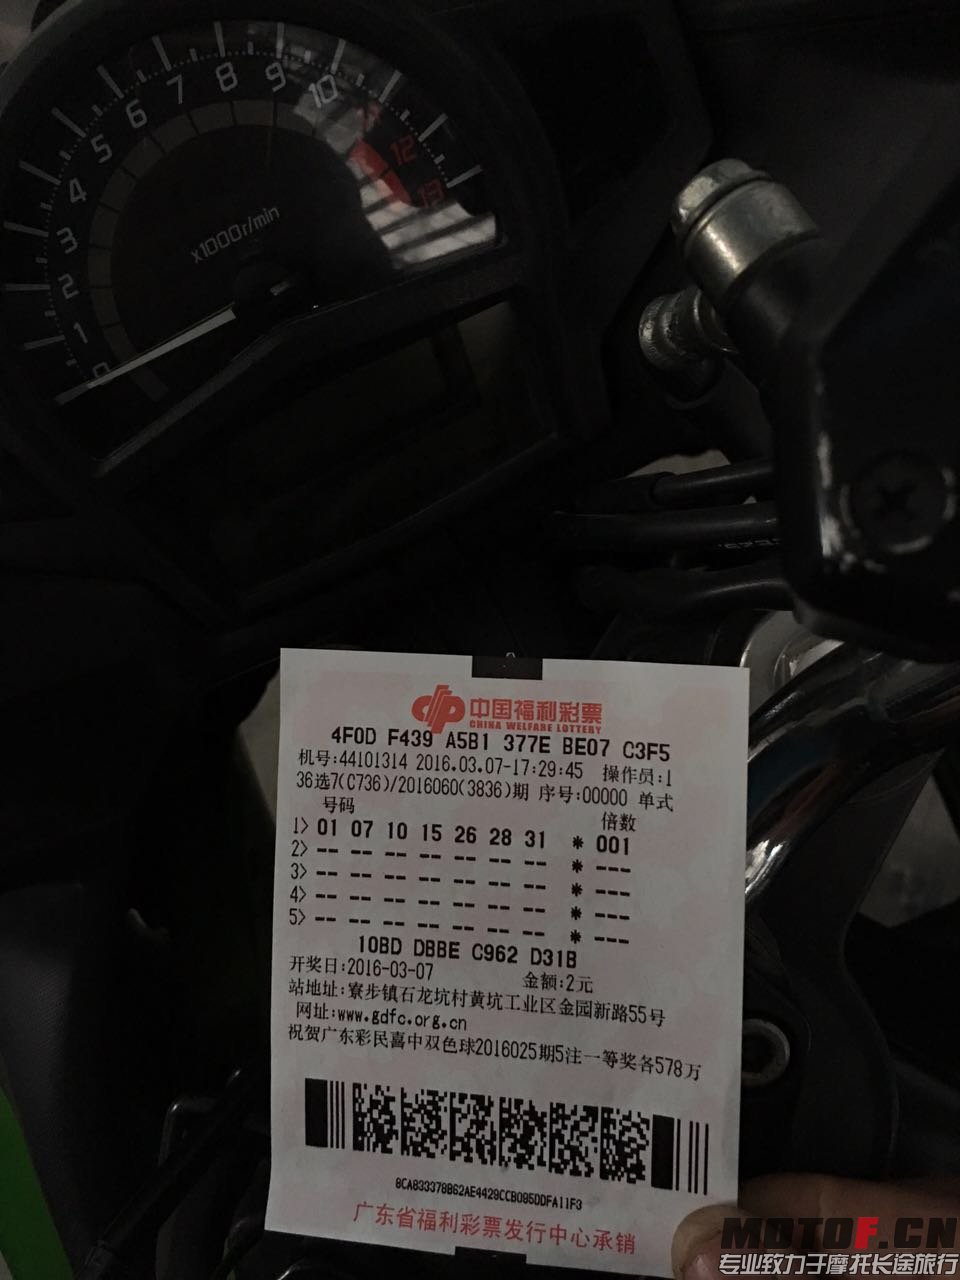 0
1
2
3
4
5
6
7
8
9
10
11
12
13
x1000r/min
中国福利彩票
CHINA WELFARE LOTTERY
4F0D F439 A5B1 377E BE07 C3F5
机号:44101314 2016.03.07-17:29:45 操作员:1
36选7(C736)/2016060(3836)期 序号:00000 单式
号码 倍数
1> 01 07 10 15 26 28 31 * 001
2> -- -- -- -- -- -- -- * ---
3> -- -- -- -- -- -- -- * ---
4> -- -- -- -- -- -- -- * ---
5> -- -- -- -- -- -- -- * ---
10BD DBBE C962 D31B
开奖日:2016-03-07 金额:2元
站地址:寮步镇石龙坑村黄坑工业区金园新路55号
网址:www.gdfc.org.cn
祝贺广东彩民喜中双色球2016025期5注一等奖各578万
8CA833378B62AE4429CCB085DDFA11F3
广东省福利彩票发行中心承销
MOTOF.CN
专业致力于摩托长途旅行